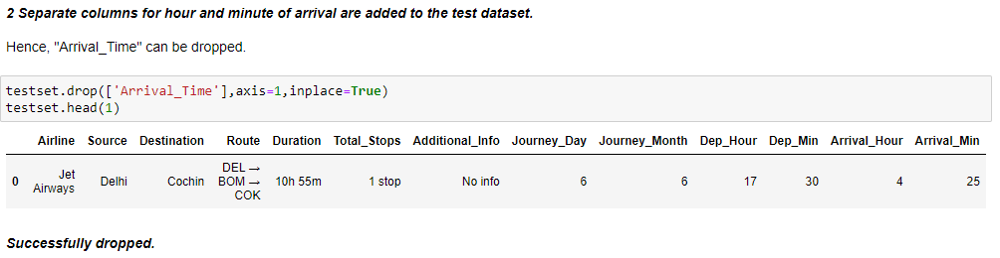 2 Separate columns for hour and minute of arrival are added to the test dataset.
Hence, "Arrival_Time" can be dropped.
testset.drop(['Arrival_Time'],axis=1,inplace=True)
testset.head(1)
Airline Source Destination Route Duration Total_Stops Additional_Info Journey_Day Journey_Month Dep_Hour Dep_Min Arrival_Hour Arrival_Min
0 Jet Airways Delhi Cochin DEL → BOM → COK 10h 55m 1 stop No info 6 6 17 30 4 25
Successfully dropped.